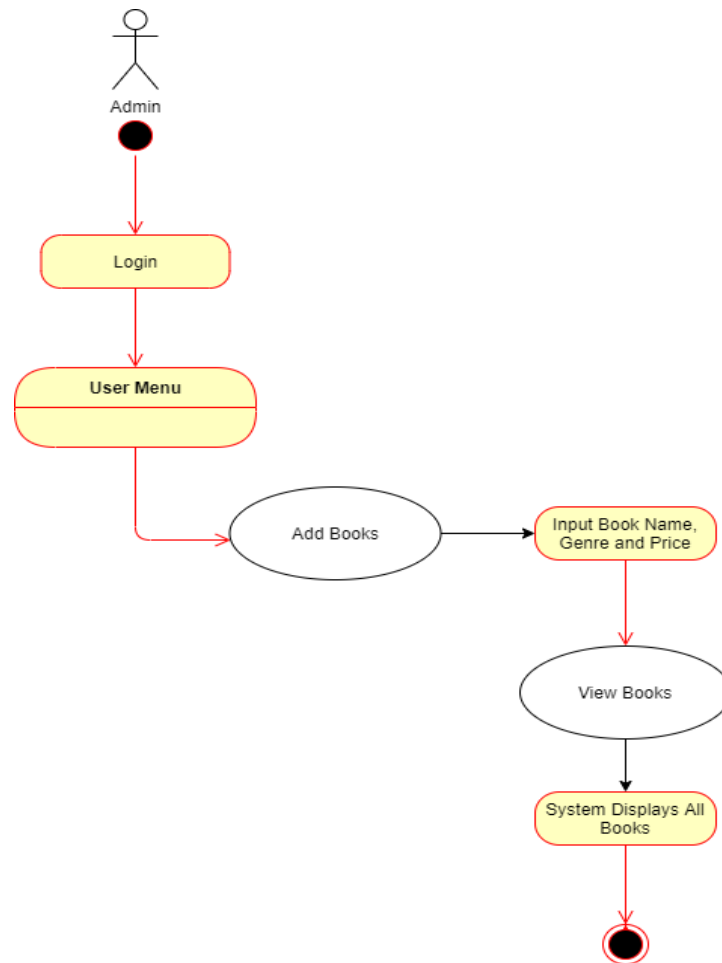 Admin
Login
User Menu
Add Books
Input Book Name,
Genre and Price
View Books
System Displays All
Books